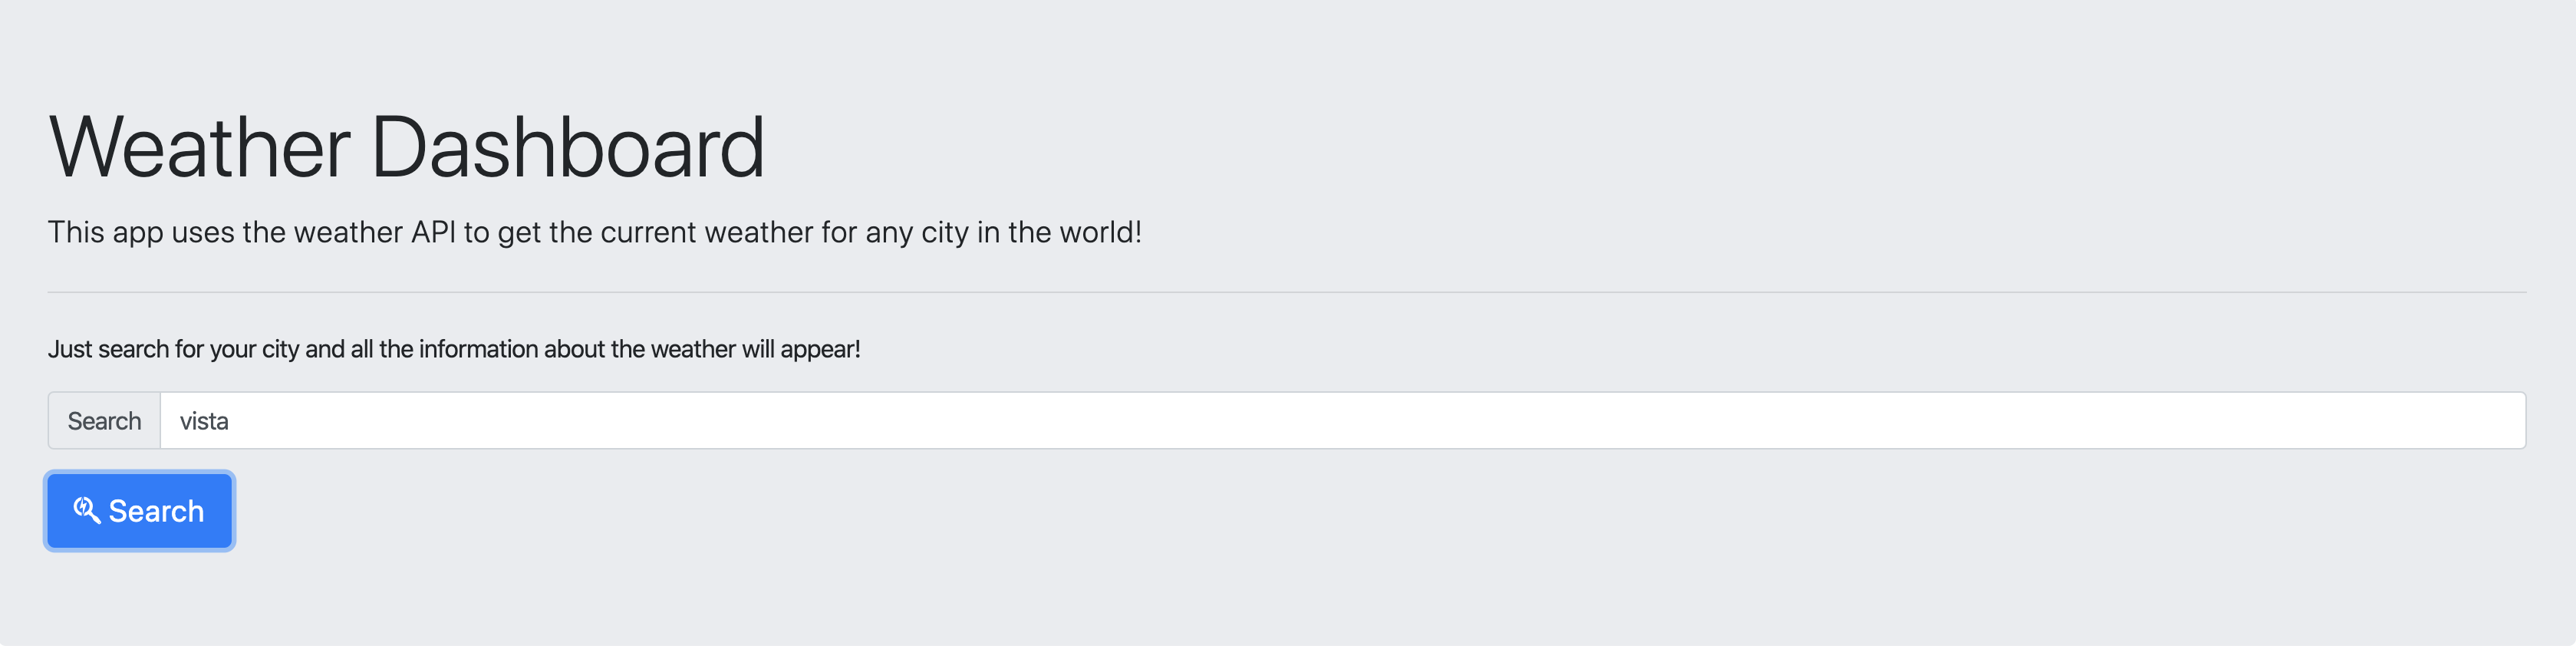 Weather Dashboard
This app uses the weather API to get the current weather for any city in the world!
Just search for your city and all the information about the weather will appear!
Search vista
Search